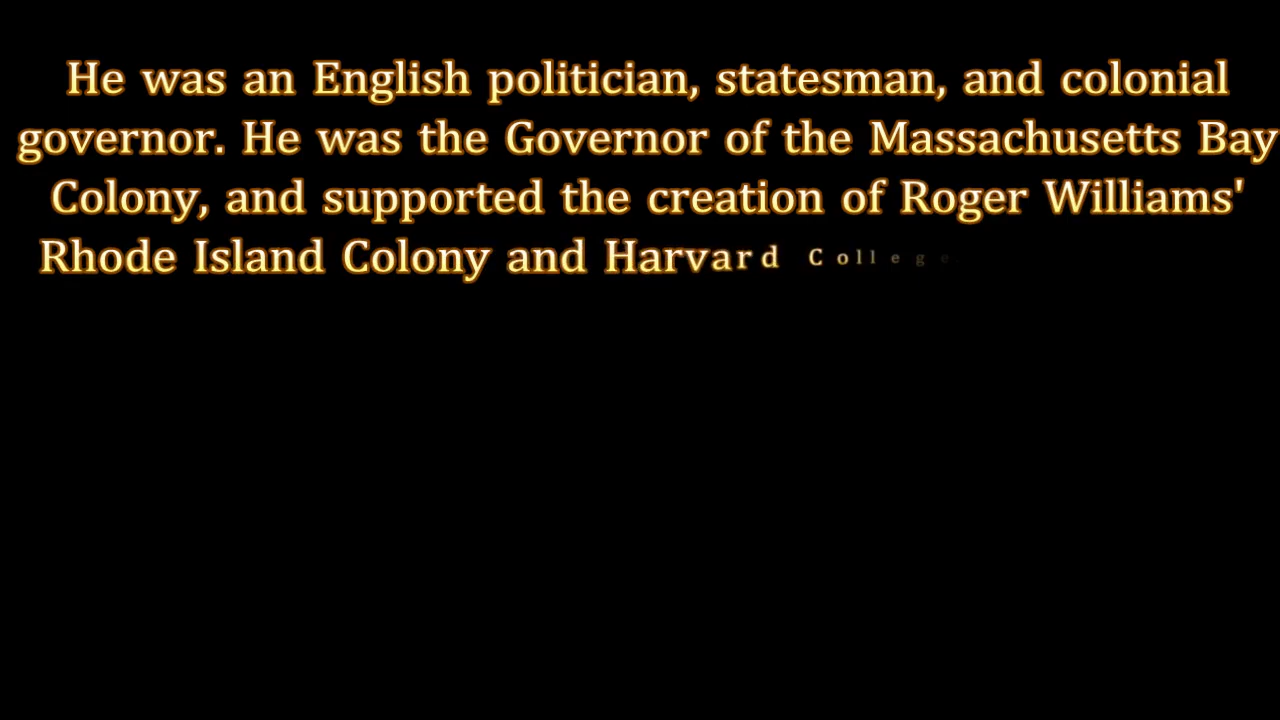 He was an English politician, statesman, and colonial
governor. He was the Governor of the Massachusetts Bay
Colony, and supported the creation of Roger Williams'
Rhode Island Colony and Harvard College